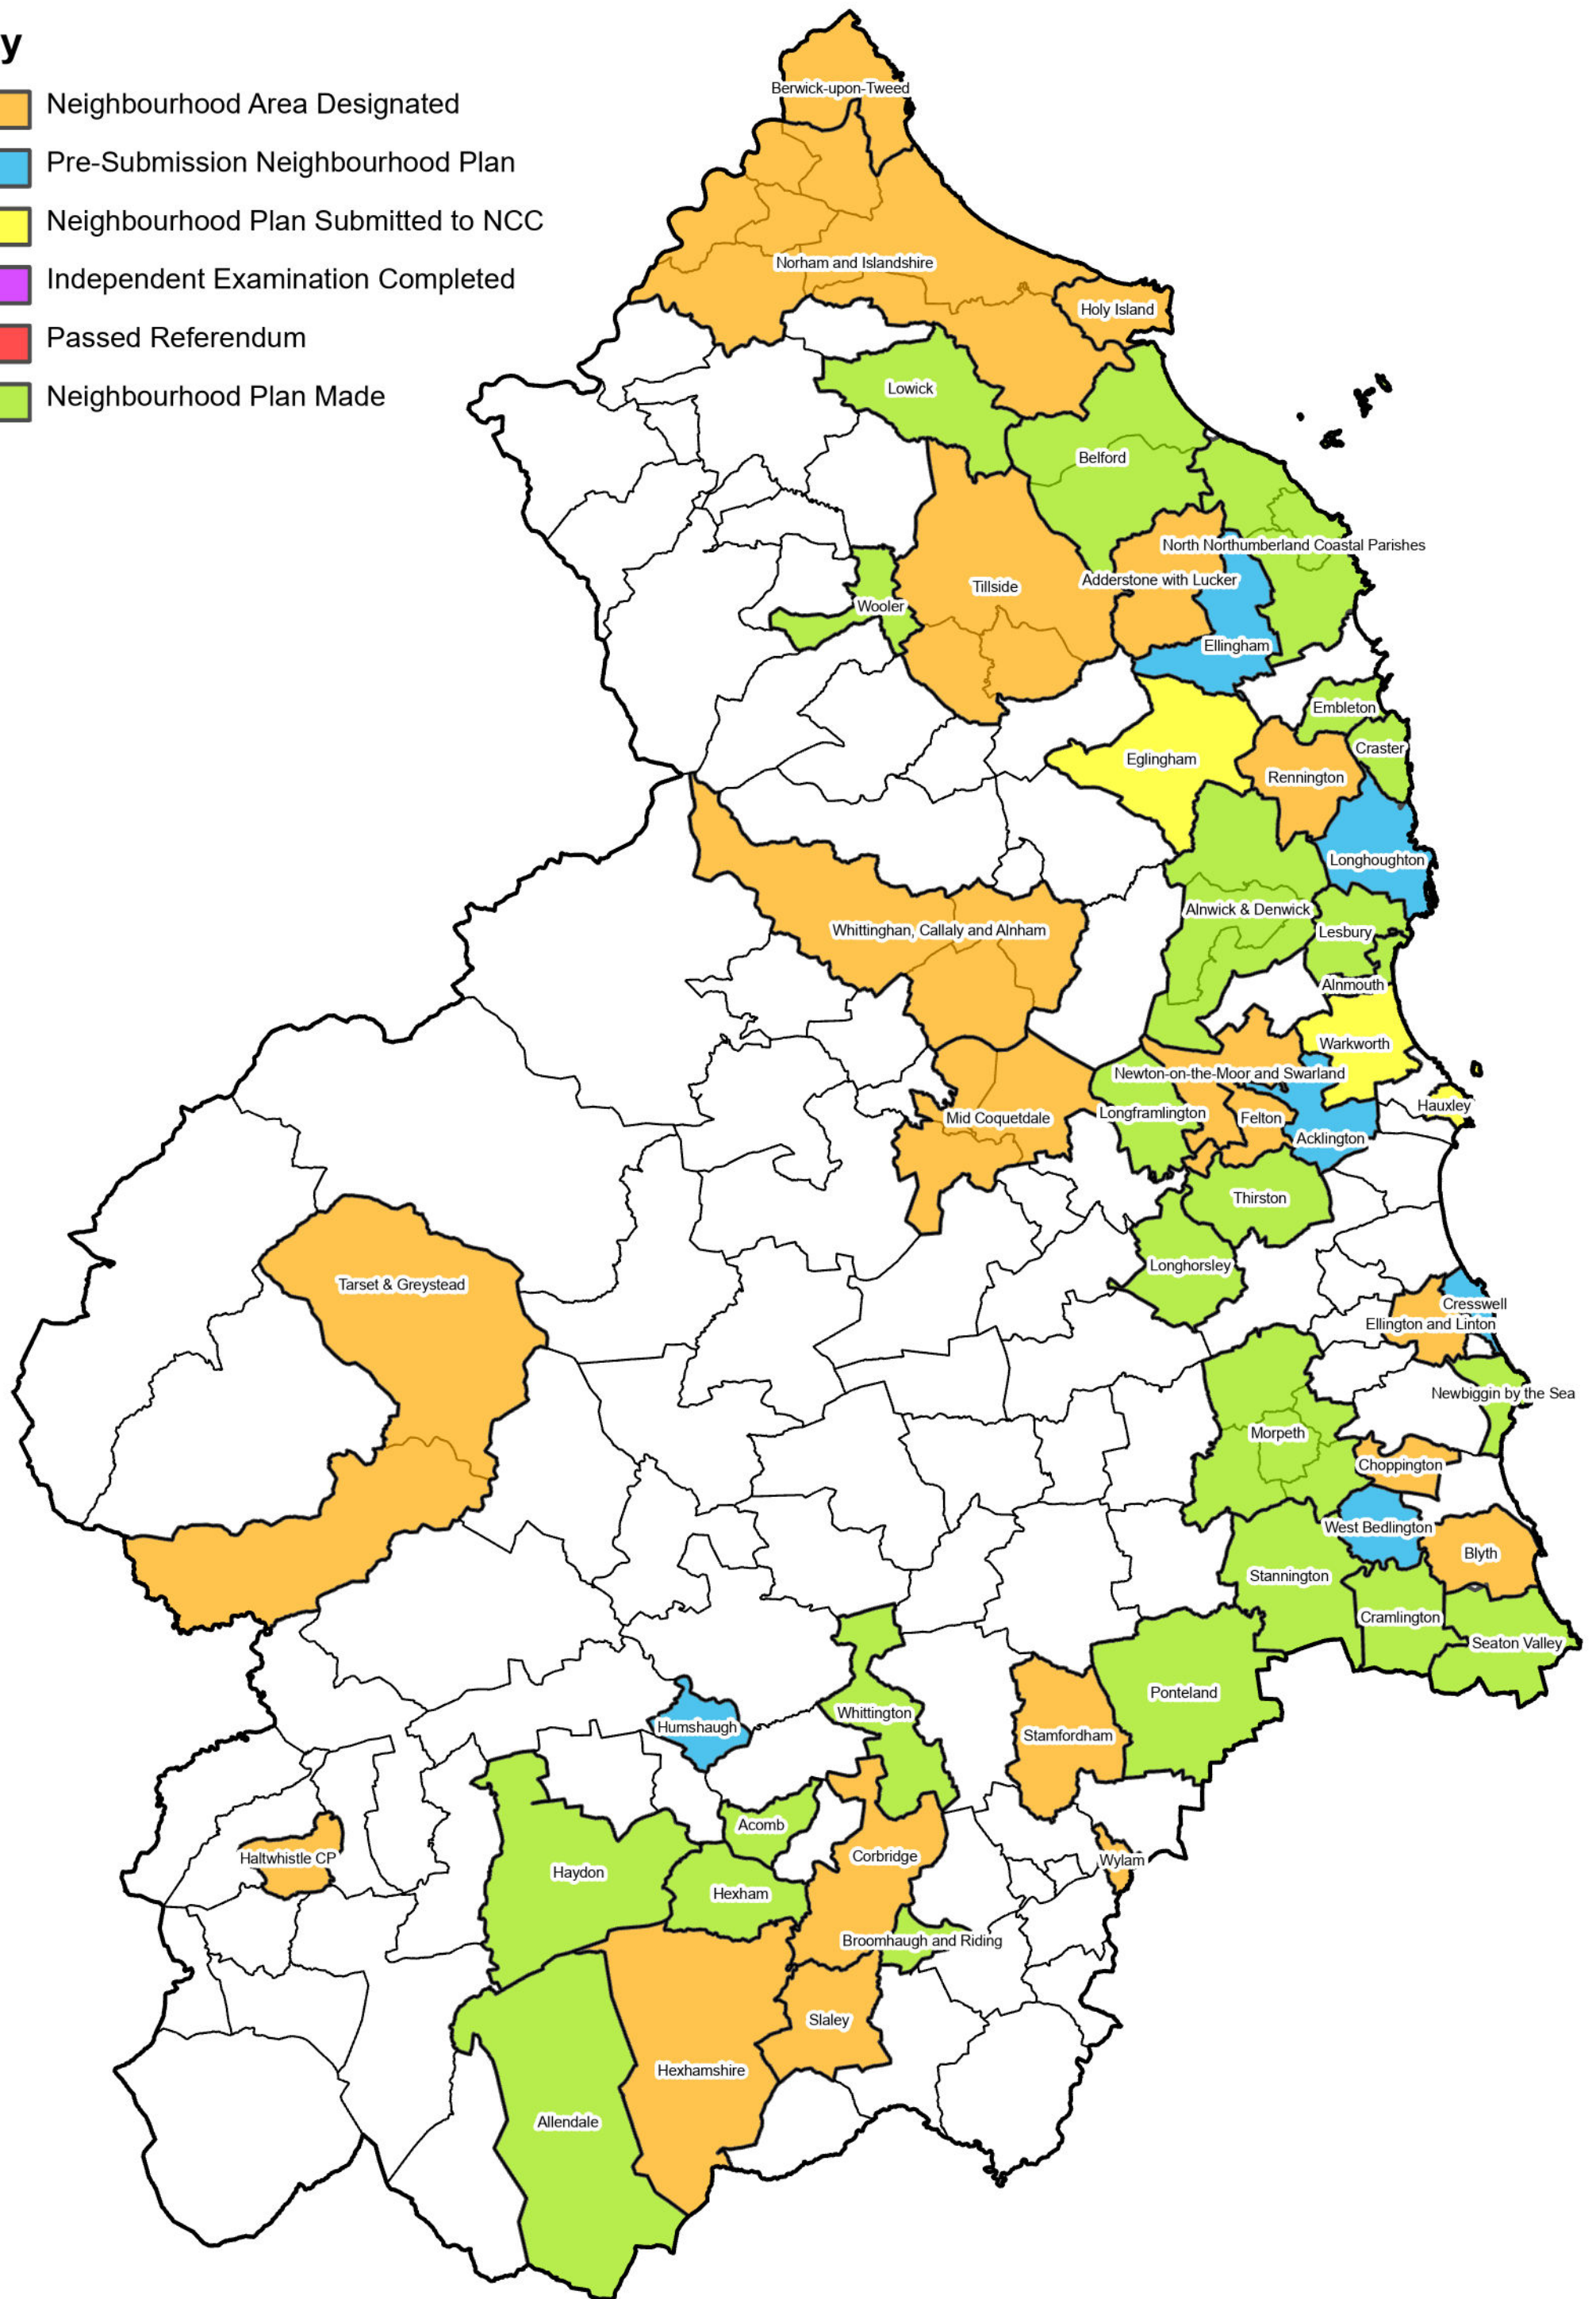 y
Neighbourhood Area Designated
Pre-Submission Neighbourhood Plan
Neighbourhood Plan Submitted to NCC
Independent Examination Completed
Passed Referendum
Neighbourhood Plan Made
Berwick-upon-Tweed
Norham and Islandshire
Holy Island
Lowick
Belford
North Northumberland Coastal Parishes
Adderstone with Lucker
Tillside
Wooler
Ellingham
Embleton
Craster
Eglingham
Rennington
Longhoughton
Alnwick & Denwick
Whittinghan, Callaly and Alnham
Lesbury
Alnmouth
Warkworth
Newton-on-the-Moor and Swarland
Hauxley
Longframlington
Mid Coquetdale
Felton
Acklington
Thirston
Longhorsley
Tarset & Greystead
Cresswell
Ellington and Linton
Newbiggin by the Sea
Morpeth
Choppington
West Bedlington
Blyth
Stannington
Cramlington
Seaton Valley
Ponteland
Whittington
Humshaugh
Stamfordham
Acomb
Corbridge
Haltwhistle CP
Wylam
Haydon
Hexham
Broomhaugh and Riding
Slaley
Hexhamshire
Allendale